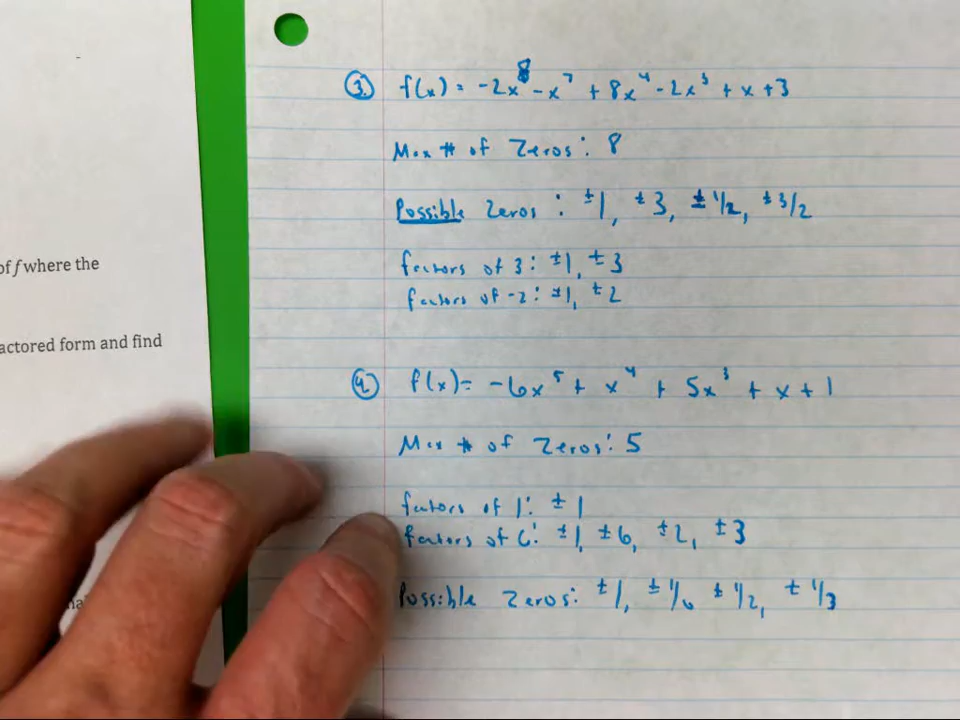 of f where the
actored form and find
3. f(x) = -2x⁸ - x⁷ + 8x⁴ - 2x³ + x + 3
Max # of Zeros: 8
Possible Zeros : ±1, ±3, ±1/2, ±3/2
factors of 3: ±1, ±3
factors of -2: ±1, ±2
4. f(x) = -6x⁵ + x⁴ + 5x³ + x + 1
Max # of Zeros: 5
factors of 1: ±1
factors of 6: ±1, ±6, ±2, ±3
Possible Zeros: ±1, ±1/6 ±1/2, ±1/3